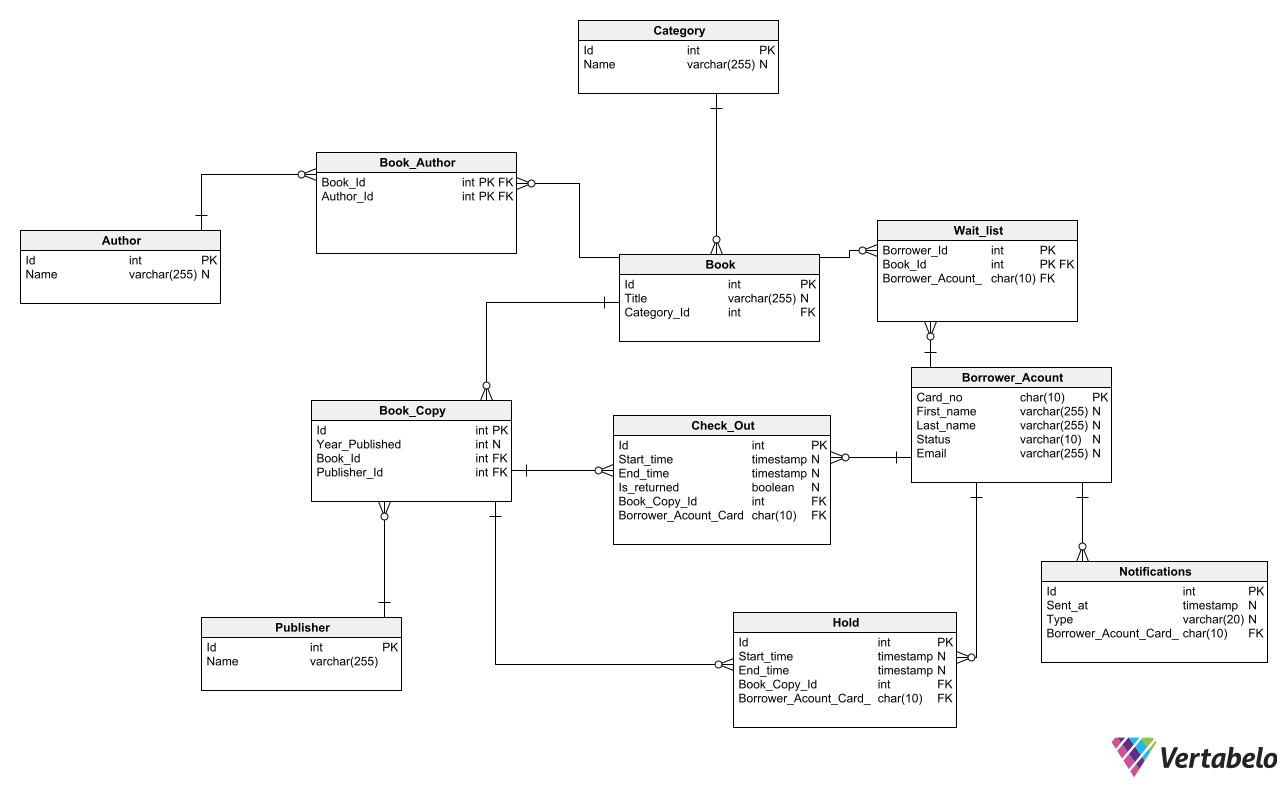 Category
Id int PK
Name varchar(255) N
Book_Author
Book_Id int PK FK
Author_Id int PK FK
Author
Id int PK
Name varchar(255) N
Book
Id int PK
Title varchar(255) N
Category_Id int FK
Wait_list
Borrower_Id int PK
Book_Id int PK FK
Borrower_Acount_ char(10) FK
Borrower_Acount
Card_no char(10) PK
First_name varchar(255) N
Last_name varchar(255) N
Status varchar(10) N
Email varchar(255) N
Book_Copy
Id int PK
Year_Published int N
Book_Id int FK
Publisher_Id int FK
Check_Out
Id int PK
Start_time timestamp N
End_time timestamp N
Is_returned boolean N
Book_Copy_Id int FK
Borrower_Acount_Card char(10) FK
Notifications
Id int PK
Sent_at timestamp N
Type varchar(20) N
Borrower_Acount_Card_ char(10) FK
Publisher
Id int PK
Name varchar(255)
Hold
Id int PK
Start_time timestamp N
End_time timestamp N
Book_Copy_Id int FK
Borrower_Acount_Card_ char(10) FK
Vertabelo